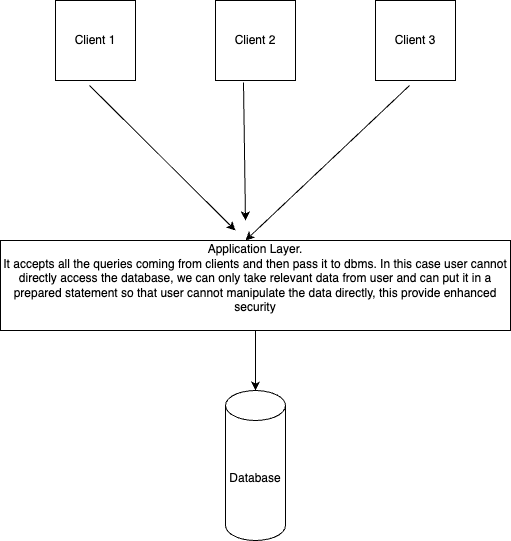 Client 1
Client 2
Client 3
Application Layer.
It accepts all the queries coming from clients and then pass it to dbms. In this case user cannot
directly access the database, we can only take relevant data from user and can put it in a
prepared statement so that user cannot manipulate the data directly, this provide enhanced
security
Database